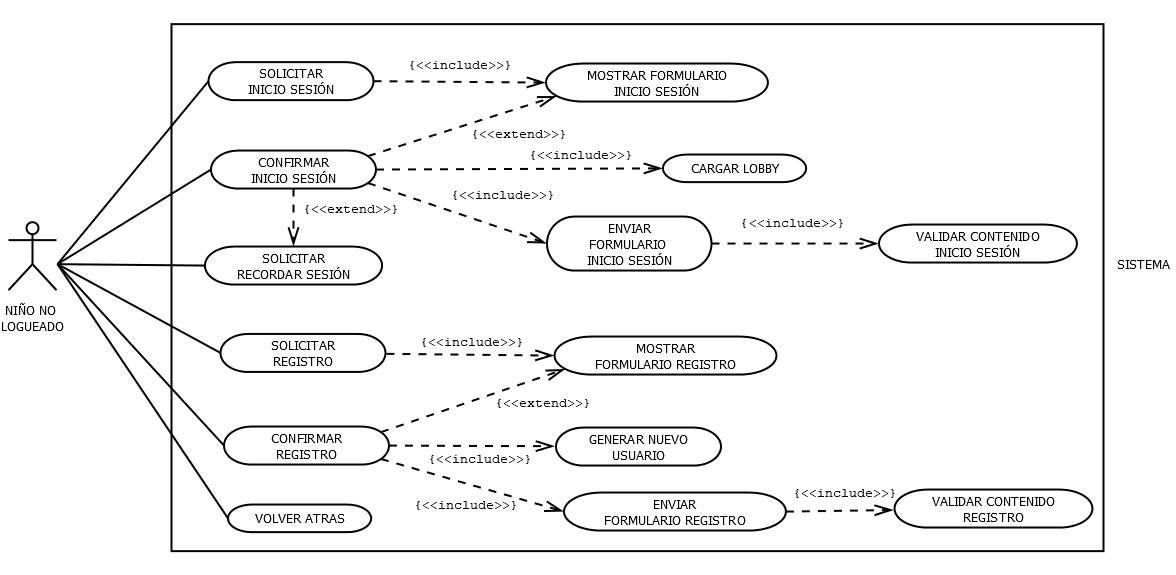 SOLICITAR
INICIO SESIÓN
{<<include>>}
MOSTRAR FORMULARIO
INICIO SESIÓN
{<<extend>>}
CONFIRMAR
INICIO SESIÓN
{<<include>>}
CARGAR LOBBY
{<<extend>>}
{<<include>>}
ENVIAR
FORMULARIO
INICIO SESIÓN
{<<include>>}
VALIDAR CONTENIDO
INICIO SESIÓN
SISTEMA
SOLICITAR
RECORDAR SESIÓN
NIÑO NO
LOGUEADO
SOLICITAR
REGISTRO
{<<include>>}
MOSTRAR
FORMULARIO REGISTRO
{<<extend>>}
CONFIRMAR
REGISTRO
{<<include>>}
GENERAR NUEVO
USUARIO
{<<include>>}
ENVIAR
FORMULARIO REGISTRO
{<<include>>}
VALIDAR CONTENIDO
REGISTRO
VOLVER ATRAS